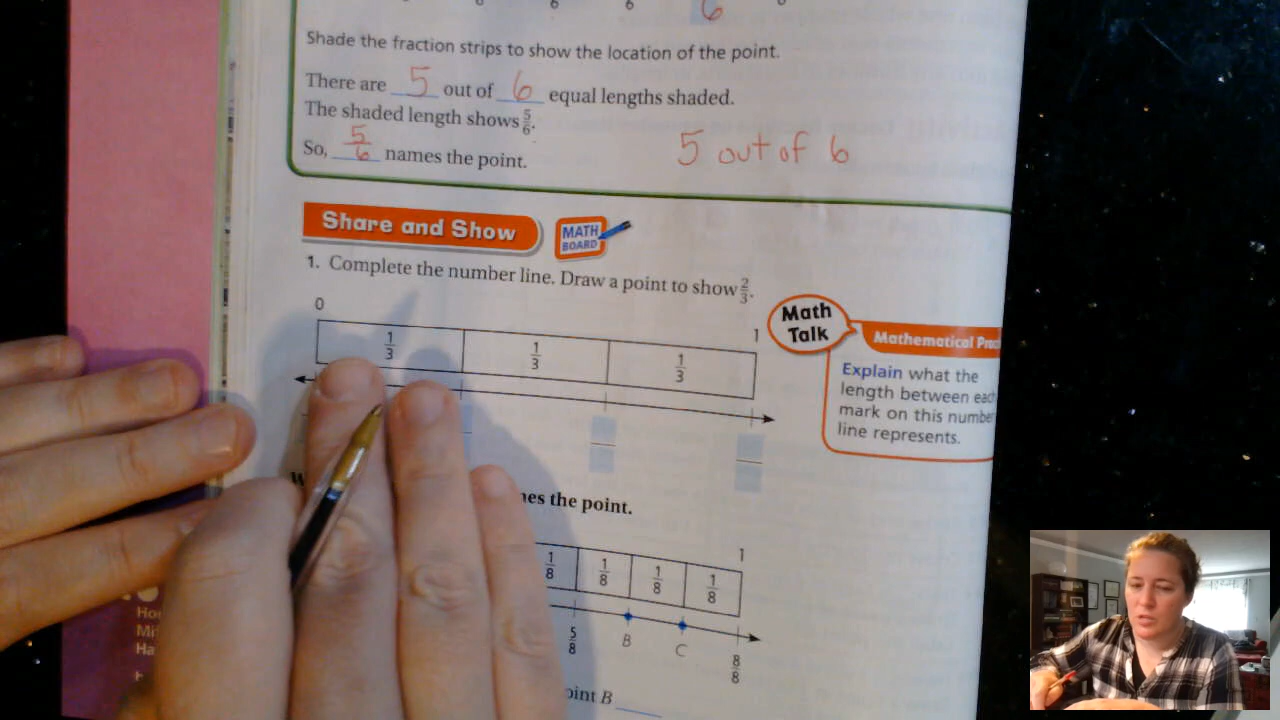 6
Shade the fraction strips to show the location of the point.
There are 5 out of 6 equal lengths shaded.
The shaded length shows 5/6.
So, 5/6 names the point.
5 out of 6
Share and Show
MATH BOARD
1. Complete the number line. Draw a point to show 2/3.
0 1
1/3 1/3 1/3
Math
Talk
Mathematical
Explain what the
length between each
mark on this number
line represents.
the point.
1
1/8 1/8 1/8 1/8
5/8 B C 8/8
B